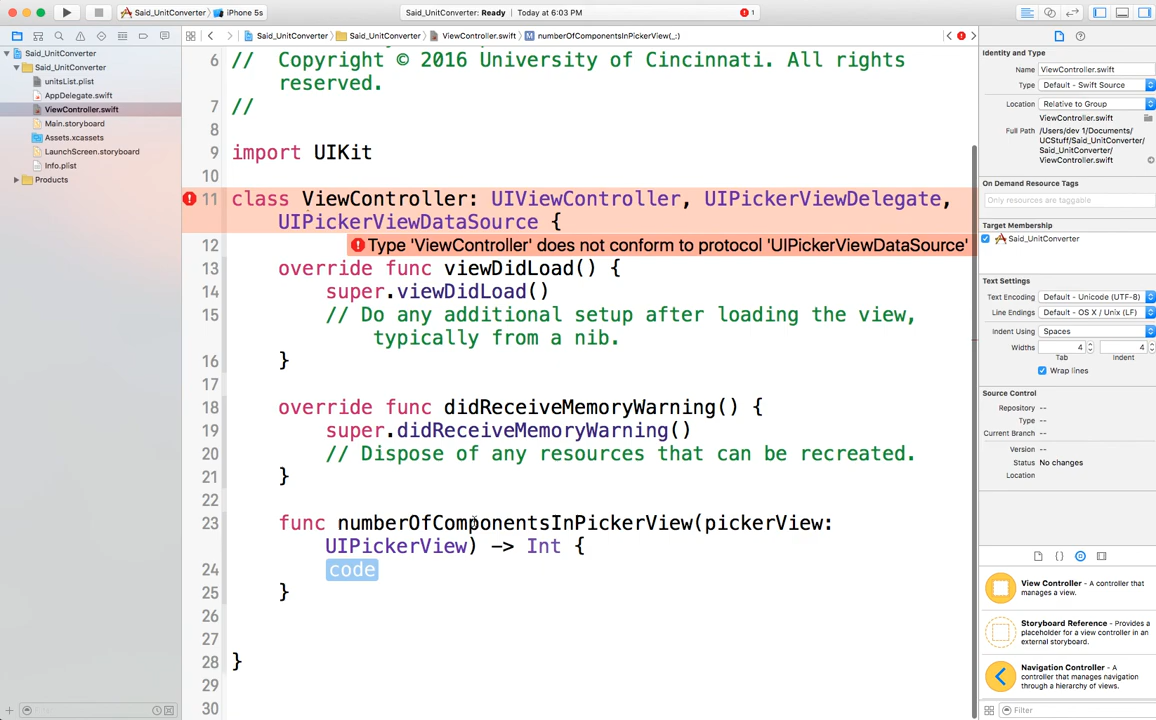 Said_UnitConverter
iPhone 5s
Said_UnitConverter: Ready
Today at 6:03 PM
1
Said_UnitConverter
Said_UnitConverter
ViewController.swift
M
numberOfComponentsInPickerView(_:)
Said_UnitConverter
Said_UnitConverter
unitsList.plist
AppDelegate.swift
ViewController.swift
Main.storyboard
Assets.xcassets
LaunchScreen.storyboard
Info.plist
Products
6 // Copyright © 2016 University of Cincinnati. All rights
reserved.
7 //
8
9 import UIKit
10
11 class ViewController: UIViewController, UIPickerViewDelegate,
UIPickerViewDataSource {
12 Type 'ViewController' does not conform to protocol 'UIPickerViewDataSource'
13 override func viewDidLoad() {
14 super.viewDidLoad()
15 // Do any additional setup after loading the view,
typically from a nib.
16 }
17
18 override func didReceiveMemoryWarning() {
19 super.didReceiveMemoryWarning()
20 // Dispose of any resources that can be recreated.
21 }
22
23 func numberOfComponentsInPickerView(pickerView:
UIPickerView) -> Int {
24 code
25 }
26
27
28 }
29
30
Identity and Type
Name ViewController.swift
Type Default - Swift Source
Location Relative to Group
ViewController.swift
Full Path /Users/dev 1/Documents/
UCStuff/Said_UnitConverter/
Said_UnitConverter/
ViewController.swift
On Demand Resource Tags
Only resources are taggable
Target Membership
Said_UnitConverter
Text Settings
Text Encoding Default - Unicode (UTF-8)
Line Endings Default - OS X / Unix (LF)
Indent Using Spaces
Widths 4 4
Tab Indent
Wrap lines
Source Control
Repository --
Type --
Current Branch --
Version --
Status No changes
Location
View Controller - A controller that
manages a view.
Storyboard Reference - Provides a
placeholder for a view controller in an
external storyboard.
Navigation Controller - A
controller that manages navigation
through a hierarchy of views.
Filter